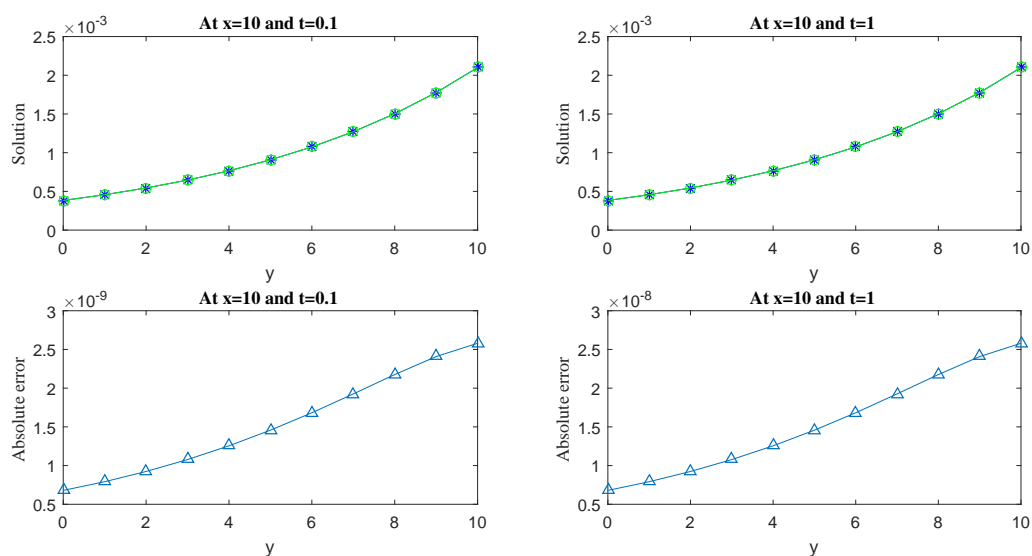 ×10-3
At x=10 and t=0.1
2.5
2
1.5
1
0.5
0
Solution
0 2 4 6 8 10
y
×10-3
At x=10 and t=1
2.5
2
1.5
1
0.5
0
Solution
0 2 4 6 8 10
y
×10-9
At x=10 and t=0.1
3
2.5
2
1.5
1
0.5
Absolute error
0 2 4 6 8 10
y
×10-8
At x=10 and t=1
3
2.5
2
1.5
1
0.5
Absolute error
0 2 4 6 8 10
y